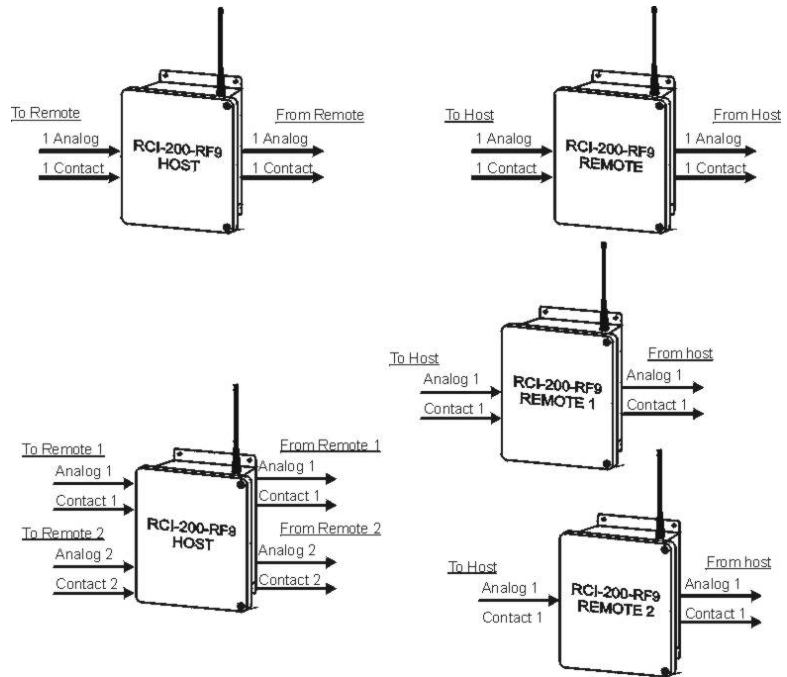 To Remote
1 Analog
1 Contact
RCI-200-RF9
HOST
From Remote
1 Analog
1 Contact
To Host
1 Analog
1 Contact
RCI-200-RF9
REMOTE
From Host
1 Analog
1 Contact
To Host
Analog 1
Contact 1
RCI-200-RF9
REMOTE 1
From host
Analog 1
Contact 1
To Remote 1
Analog 1
Contact 1
To Remote 2
Analog 2
Contact 2
RCI-200-RF9
HOST
From Remote 1
Analog 1
Contact 1
From Remote 2
Analog 2
Contact 2
To Host
Analog 1
Contact 1
RCI-200-RF9
REMOTE 2
From host
Analog 1
Contact 1